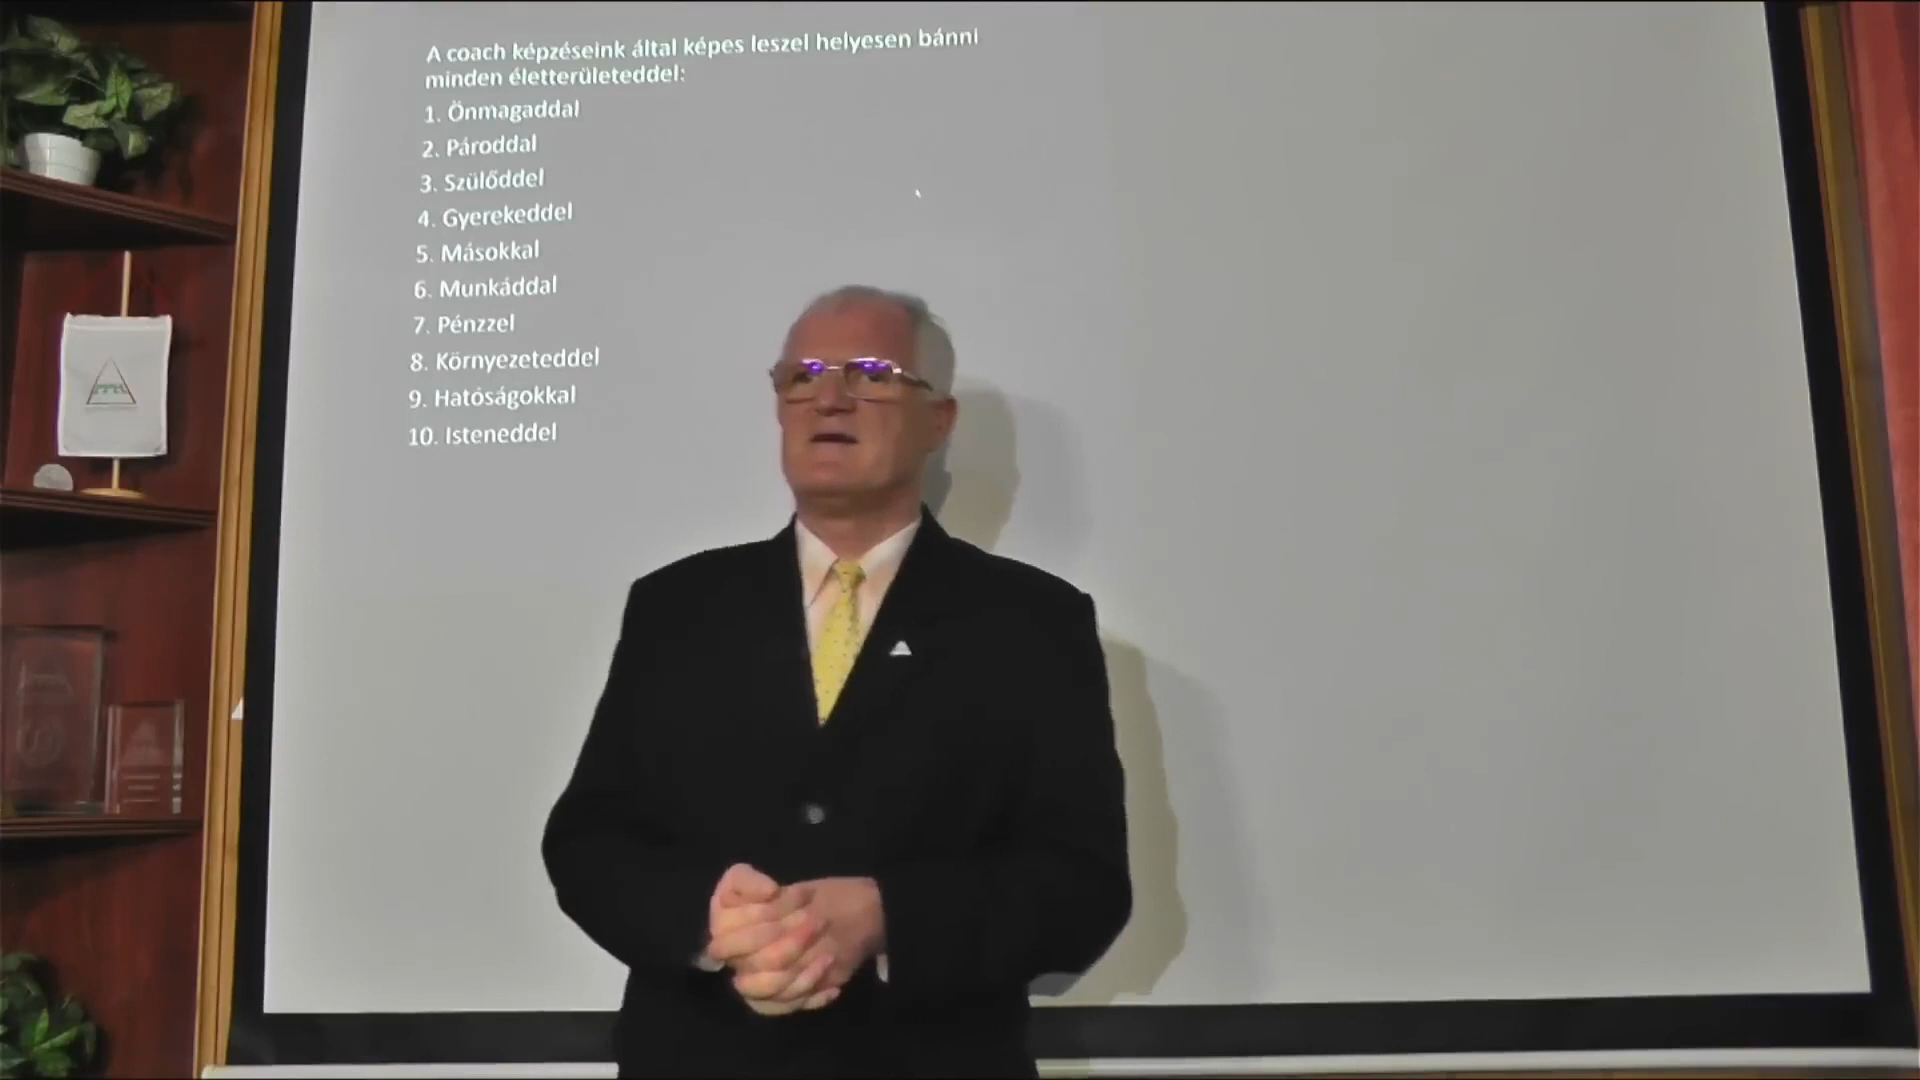 A coach képzéseink által képes leszel helyesen bánni
minden életterületeddel:
1. Önmagaddal
2. Pároddal
3. Szülőddel
4. Gyerekeddel
5. Másokkal
6. Munkáddal
7. Pénzzel
8. Környezeteddel
9. Hatóságokkal
10. Isteneddel